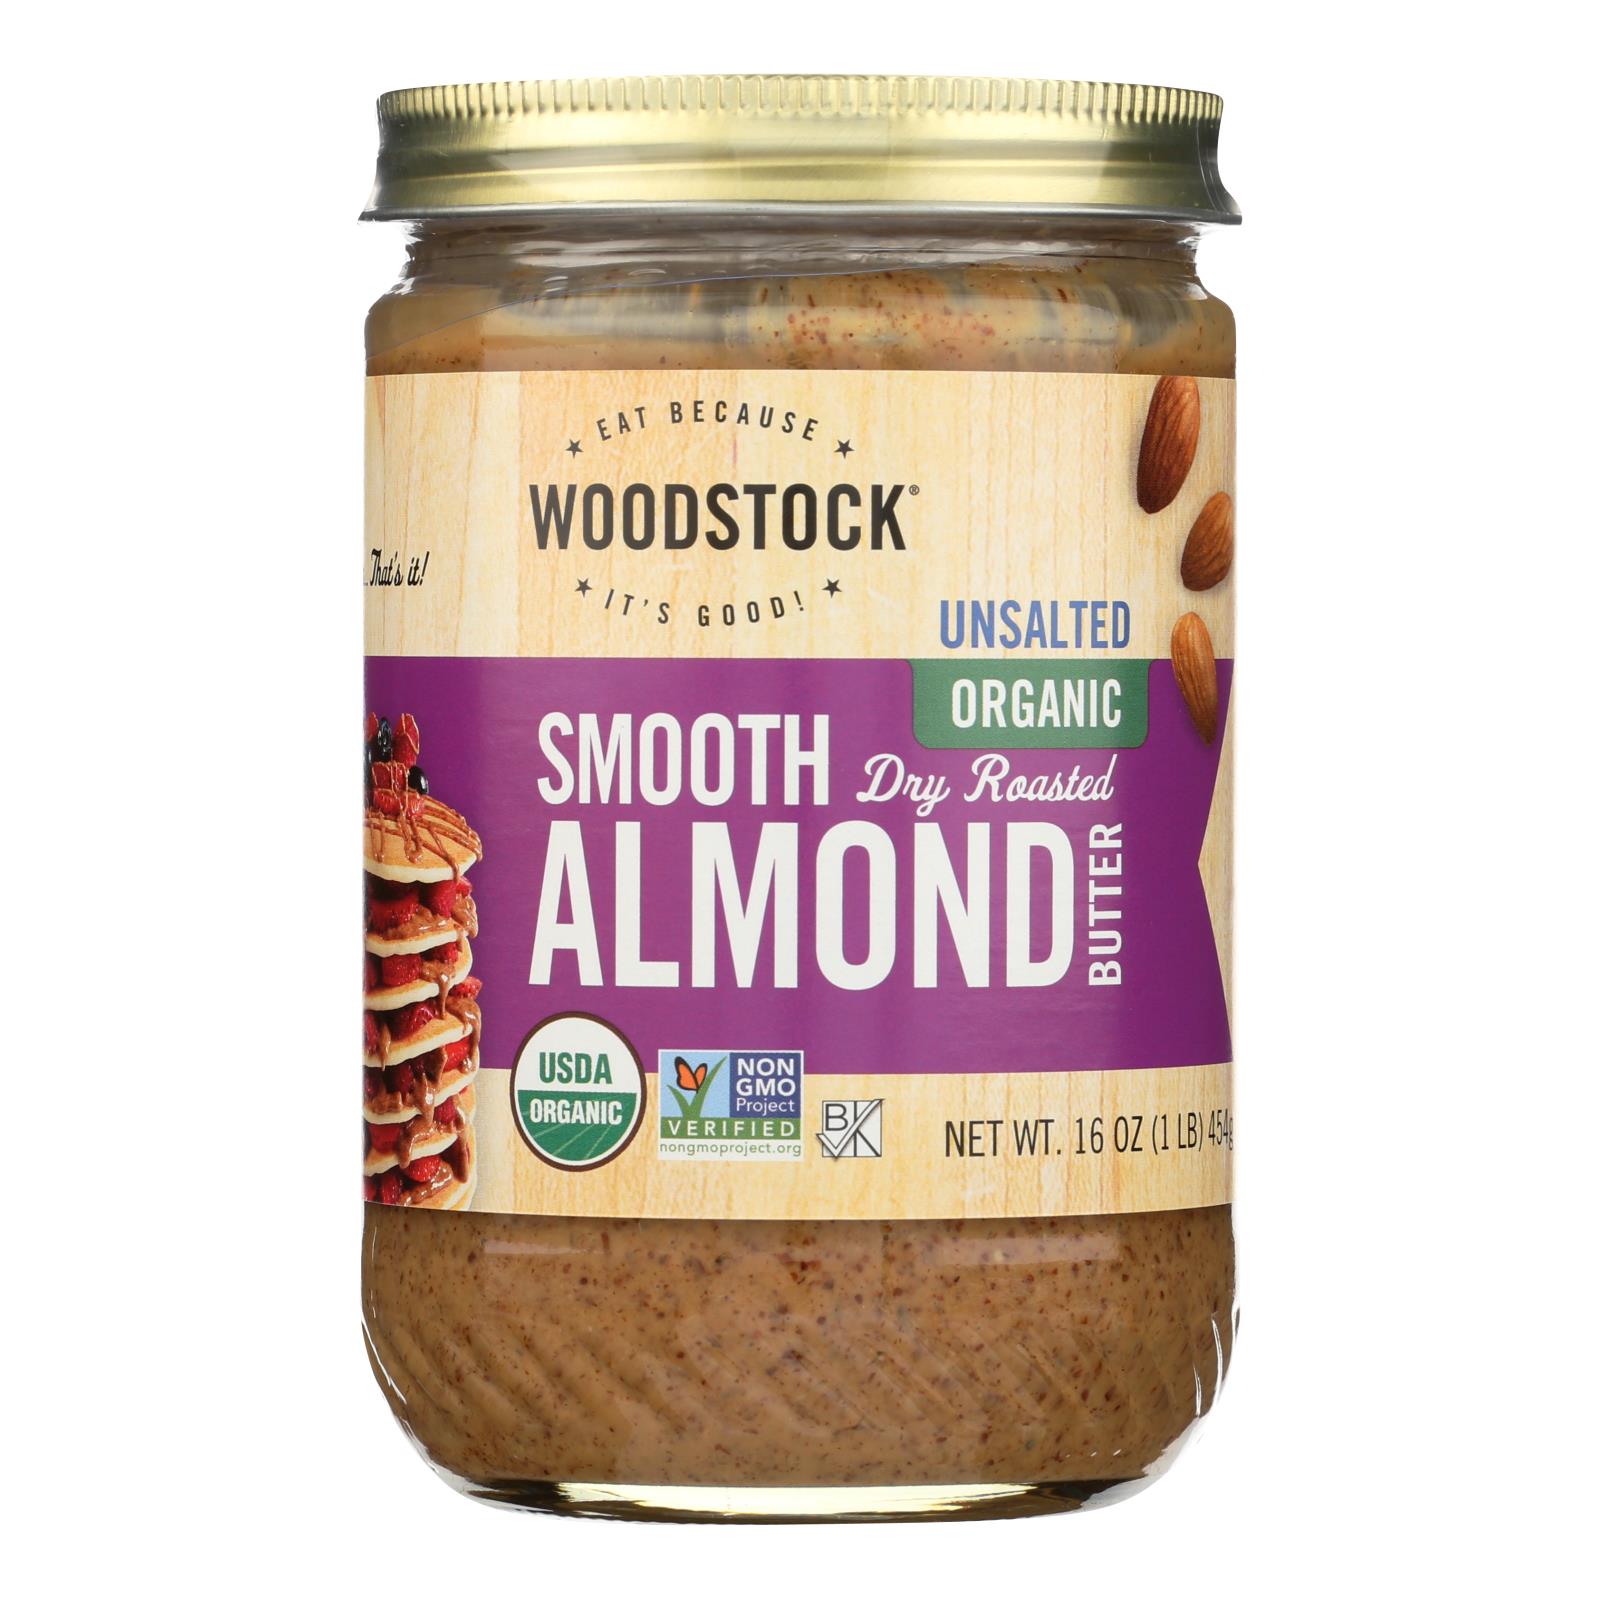 EAT BECAUSE
WOODSTOCK®
IT'S GOOD!
...That's it!
UNSALTED
ORGANIC
SMOOTH Dry Roasted
ALMOND
BUTTER
USDA
ORGANIC
NON
GMO
Project
VERIFIED
nongmoproject.org
BK
NET WT. 16 OZ (1 LB) 454g